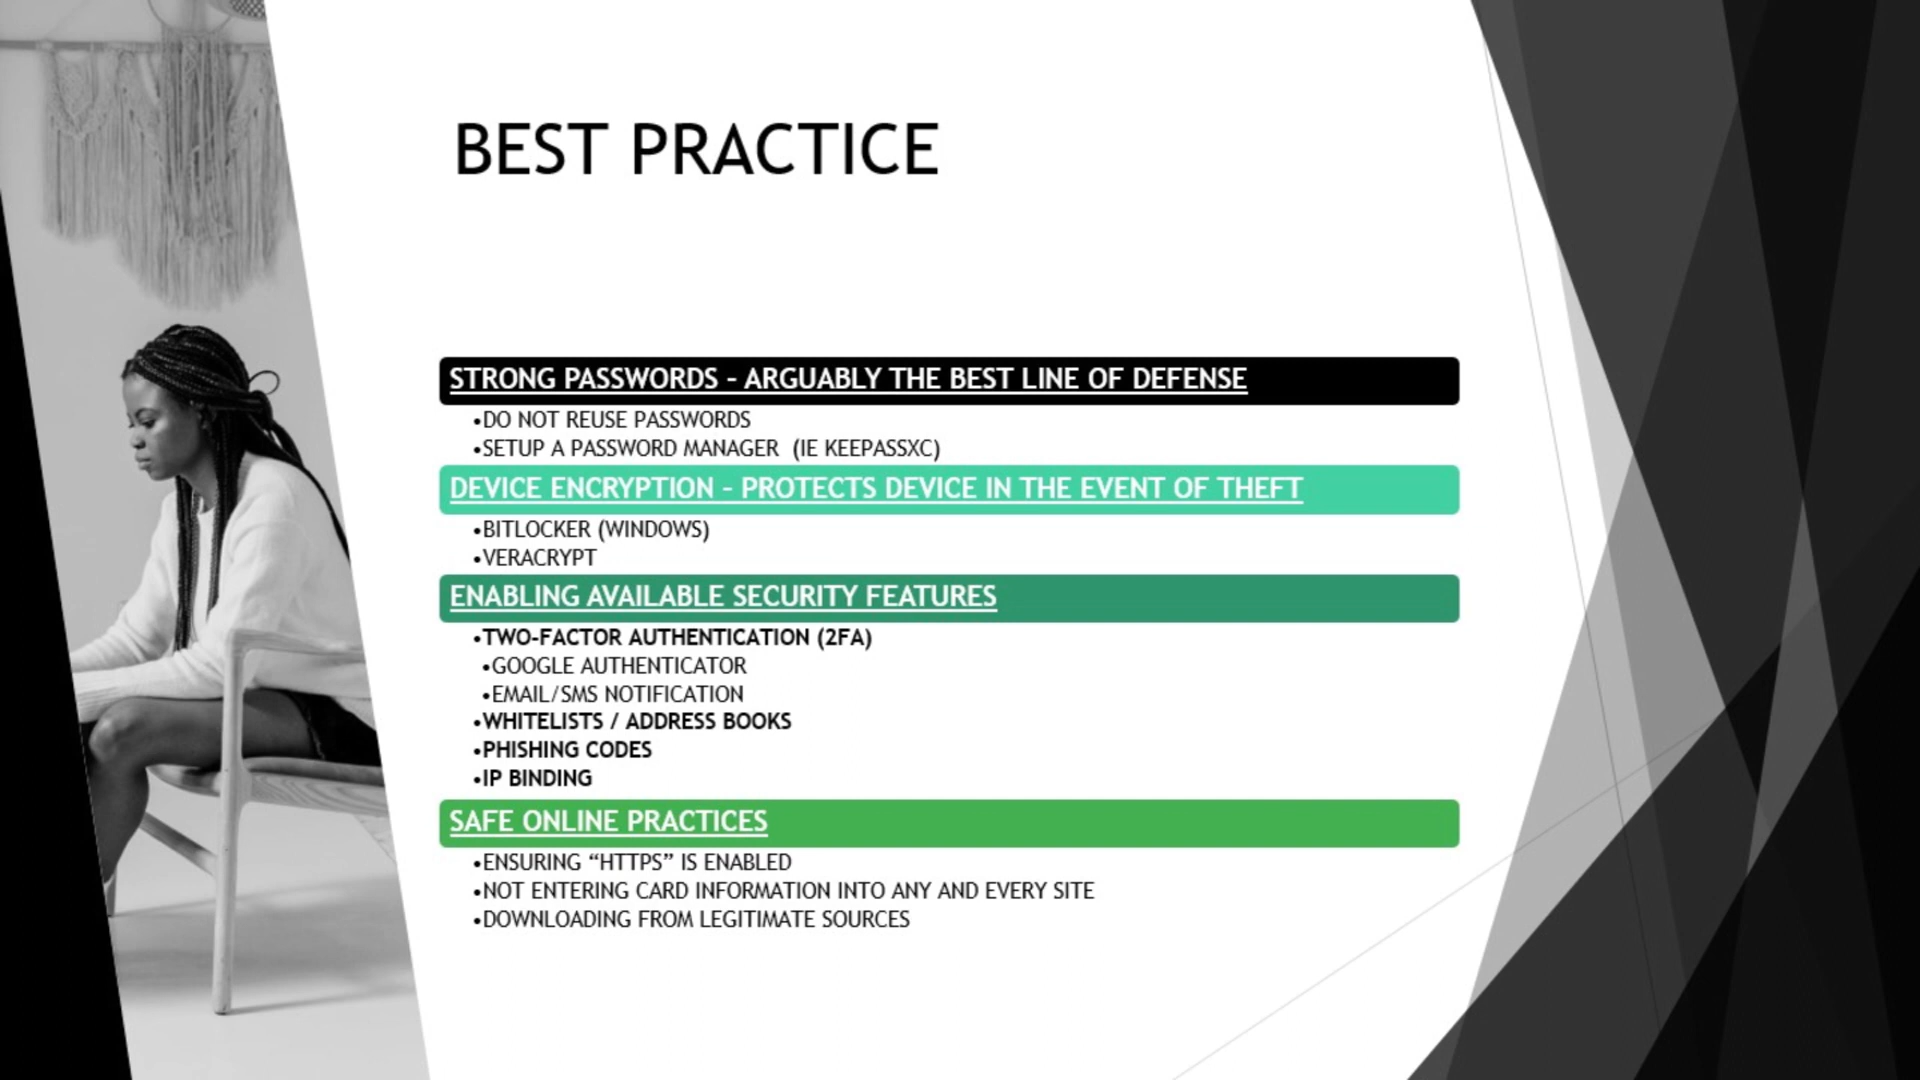 BEST PRACTICE
STRONG PASSWORDS – ARGUABLY THE BEST LINE OF DEFENSE
•DO NOT REUSE PASSWORDS
•SETUP A PASSWORD MANAGER  (IE KEEPASSXC)
DEVICE ENCRYPTION – PROTECTS DEVICE IN THE EVENT OF THEFT
•BITLOCKER (WINDOWS)
•VERACRYPT
ENABLING AVAILABLE SECURITY FEATURES
•TWO-FACTOR AUTHENTICATION (2FA)
•GOOGLE AUTHENTICATOR
•EMAIL/SMS NOTIFICATION
•WHITELISTS / ADDRESS BOOKS
•PHISHING CODES
•IP BINDING
SAFE ONLINE PRACTICES
•ENSURING “HTTPS” IS ENABLED
•NOT ENTERING CARD INFORMATION INTO ANY AND EVERY SITE
•DOWNLOADING FROM LEGITIMATE SOURCES